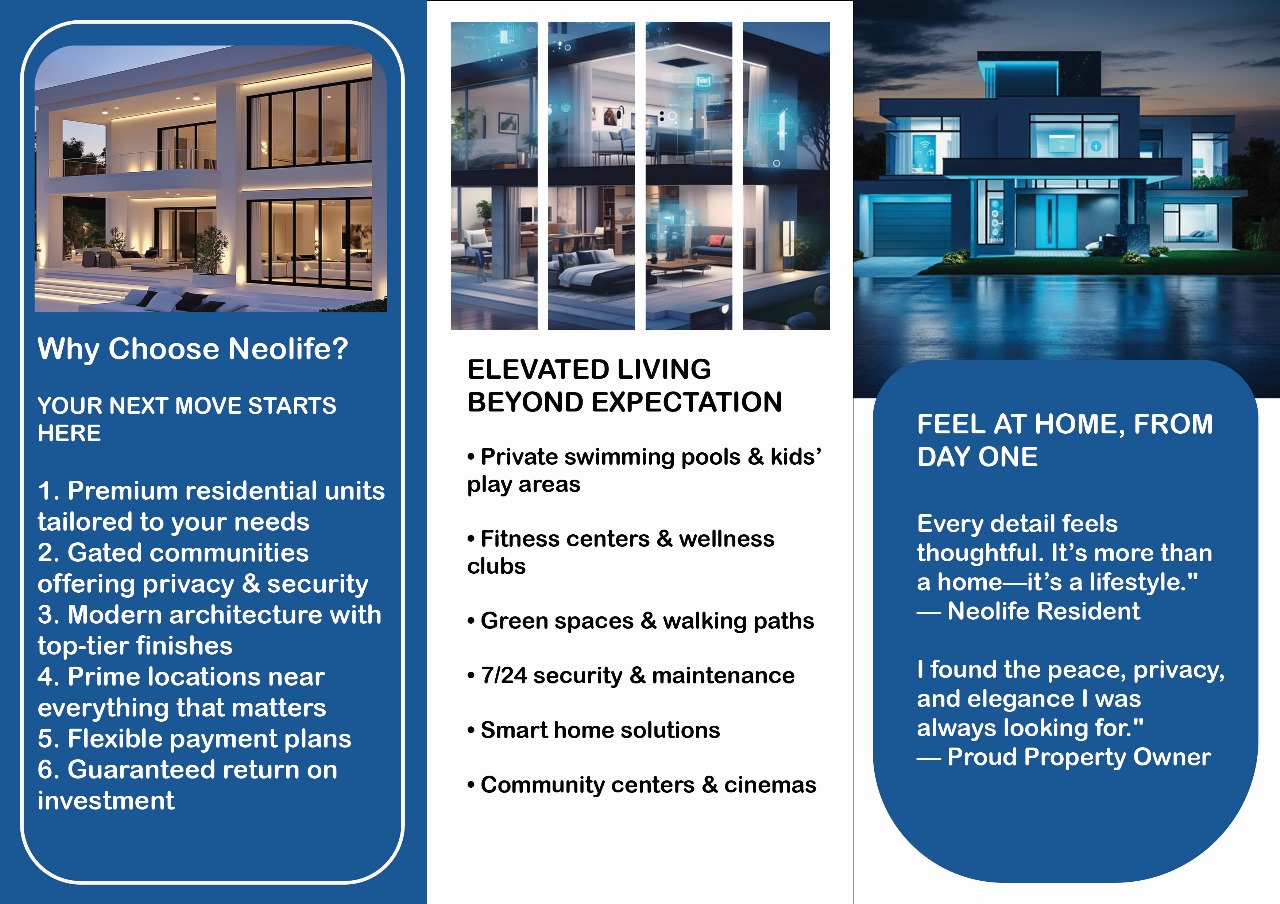 Why Choose Neolife?
YOUR NEXT MOVE STARTS
HERE
1. Premium residential units
tailored to your needs
2. Gated communities
offering privacy & security
3. Modern architecture with
top-tier finishes
4. Prime locations near
everything that matters
5. Flexible payment plans
6. Guaranteed return on
investment
ELEVATED LIVING
BEYOND EXPECTATION
• Private swimming pools & kids’
play areas
• Fitness centers & wellness
clubs
• Green spaces & walking paths
• 7/24 security & maintenance
• Smart home solutions
• Community centers & cinemas
FEEL AT HOME, FROM
DAY ONE
Every detail feels
thoughtful. It’s more than
a home—it’s a lifestyle."
— Neolife Resident
I found the peace, privacy,
and elegance I was
always looking for."
— Proud Property Owner